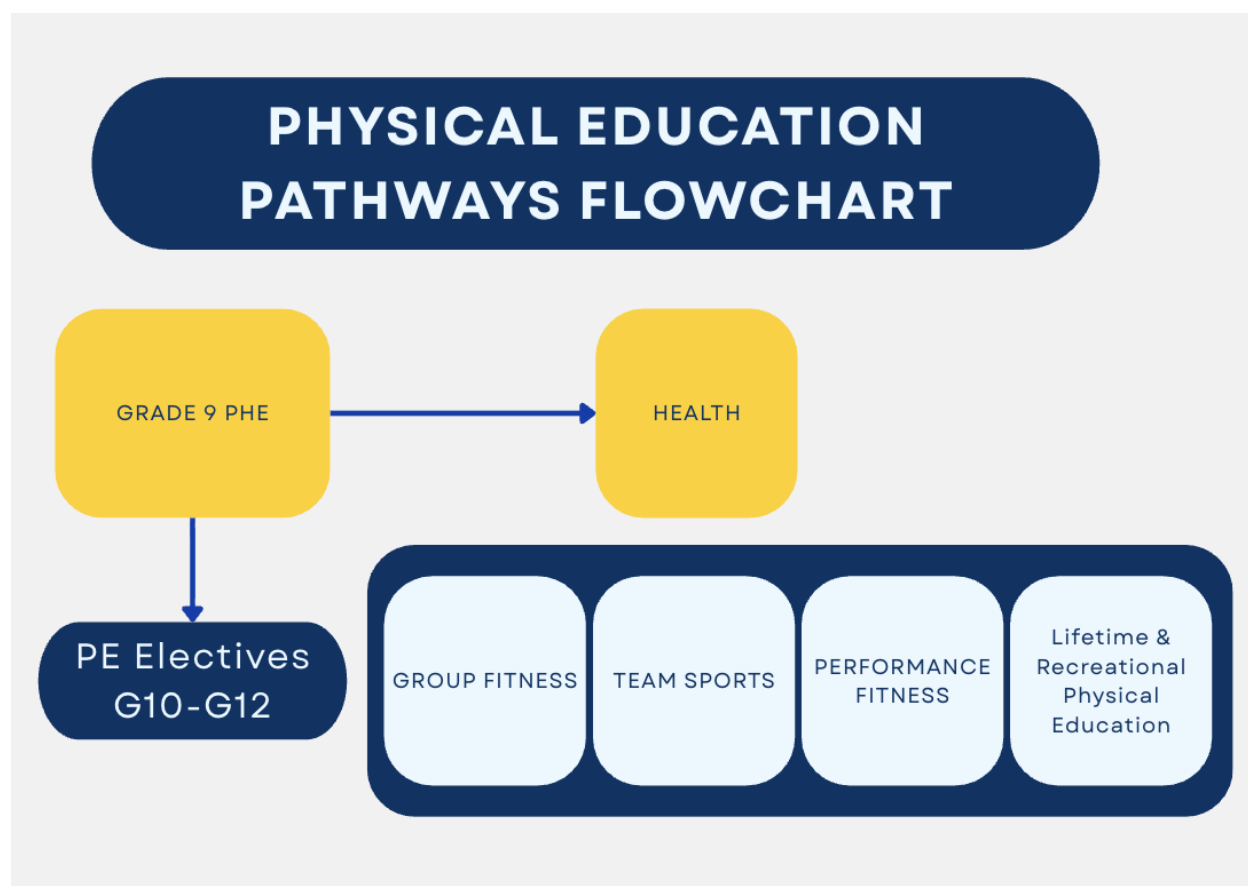 PHYSICAL EDUCATION
PATHWAYS FLOWCHART
GRADE 9 PHE
HEALTH
PE Electives
G10-G12
GROUP FITNESS
TEAM SPORTS
PERFORMANCE
FITNESS
Lifetime &
Recreational
Physical
Education